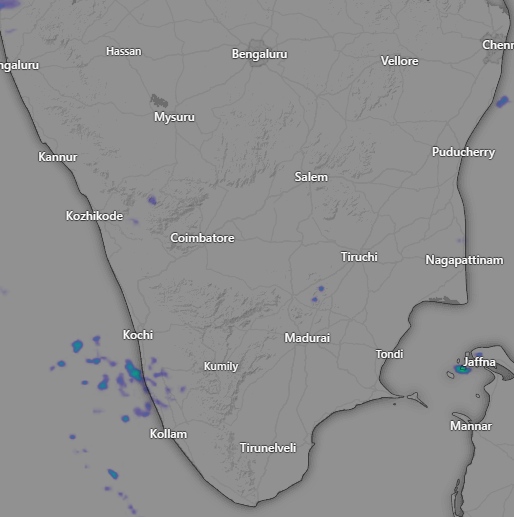 Hassan
Bengaluru
Chenn
ngaluru
Vellore
Mysuru
Kannur
Puducherry
Salem
Kozhikode
Coimbatore
Tiruchi
Nagapattinam
Kochi
Madurai
Tondi
Kumily
Jaffna
Kollam
Mannar
Tirunelveli